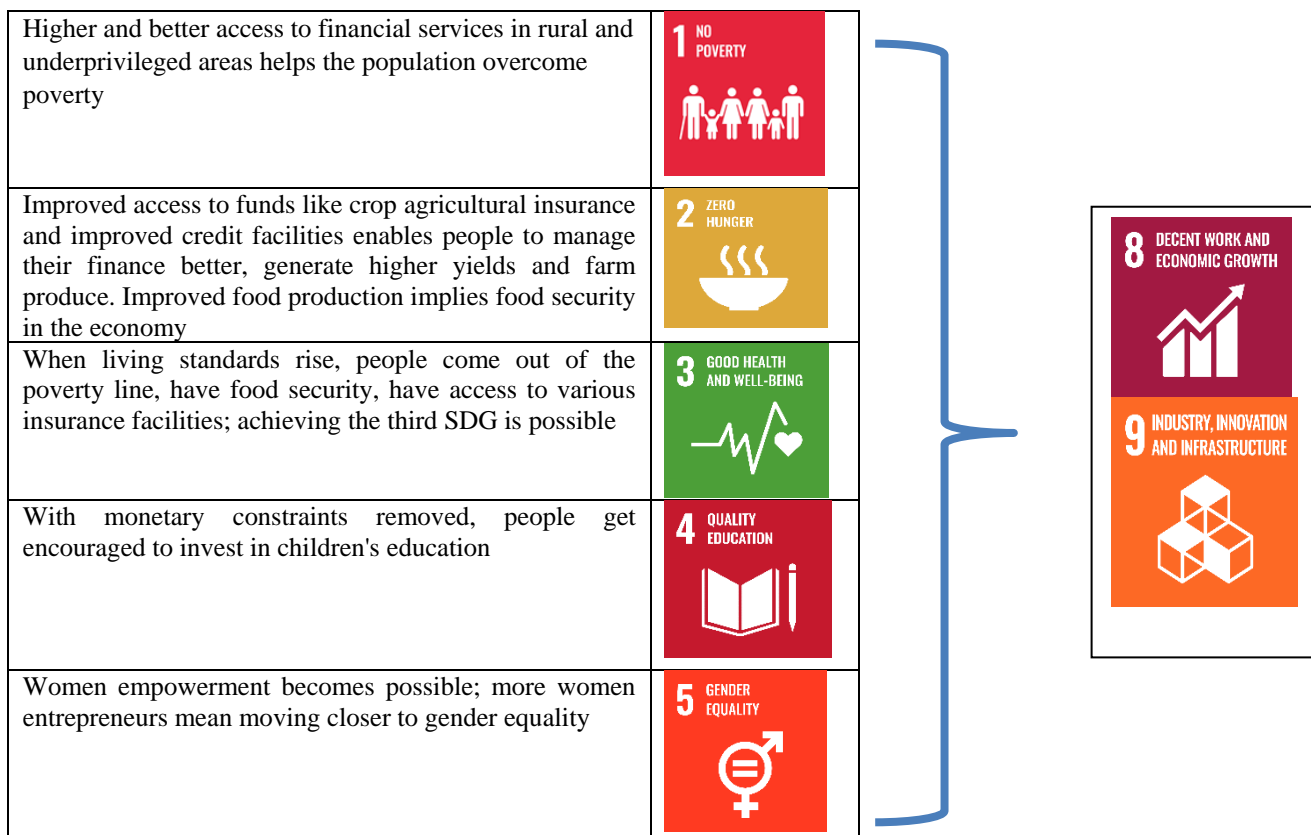 Higher and better access to financial services in rural and
underprivileged areas helps the population overcome
poverty
1 NO
POVERTY
Improved access to funds like crop agricultural insurance
and improved credit facilities enables people to manage
their finance better, generate higher yields and farm
produce. Improved food production implies food security
in the economy
2 ZERO
HUNGER
When living standards rise, people come out of the
poverty line, have food security, have access to various
insurance facilities; achieving the third SDG is possible
3 GOOD HEALTH
AND WELL-BEING
With monetary constraints removed, people get
encouraged to invest in children's education
4 QUALITY
EDUCATION
Women empowerment becomes possible; more women
entrepreneurs mean moving closer to gender equality
5 GENDER
EQUALITY
8 DECENT WORK AND
ECONOMIC GROWTH
9 INDUSTRY, INNOVATION
AND INFRASTRUCTURE